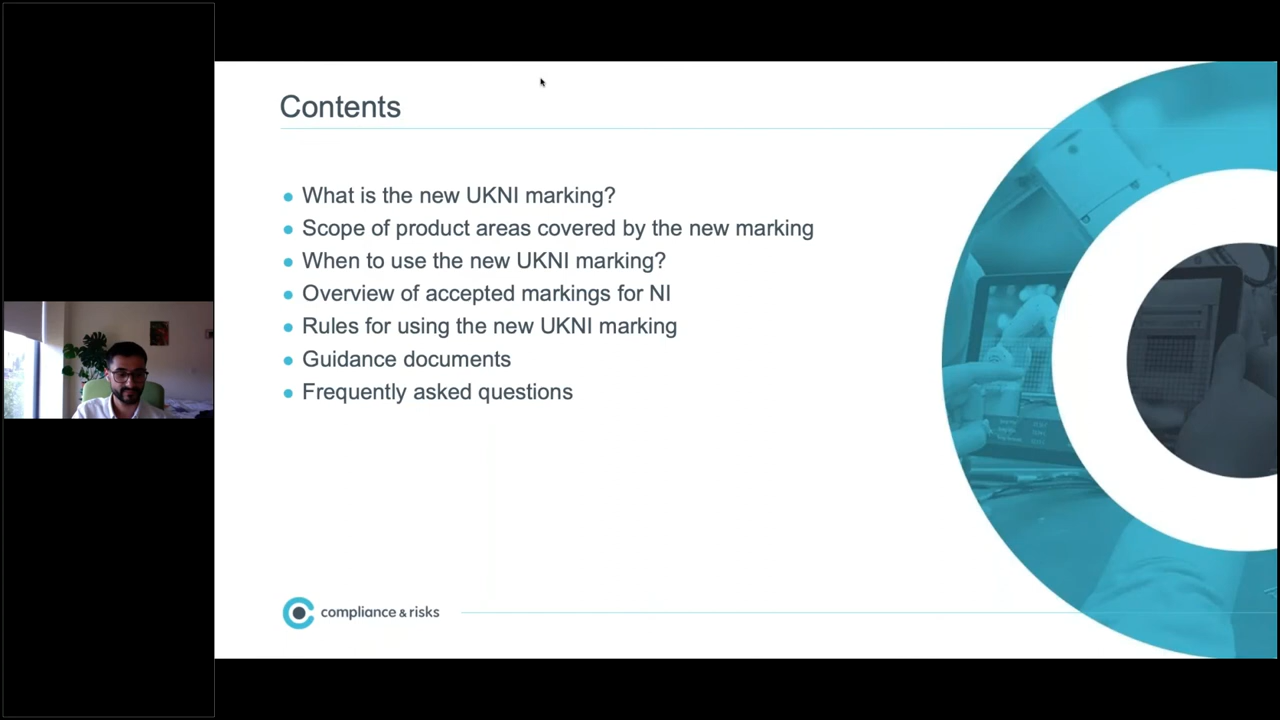 Contents
What is the new UKNI marking?
Scope of product areas covered by the new marking
When to use the new UKNI marking?
Overview of accepted markings for NI
Rules for using the new UKNI marking
Guidance documents
Frequently asked questions
compliance & risks